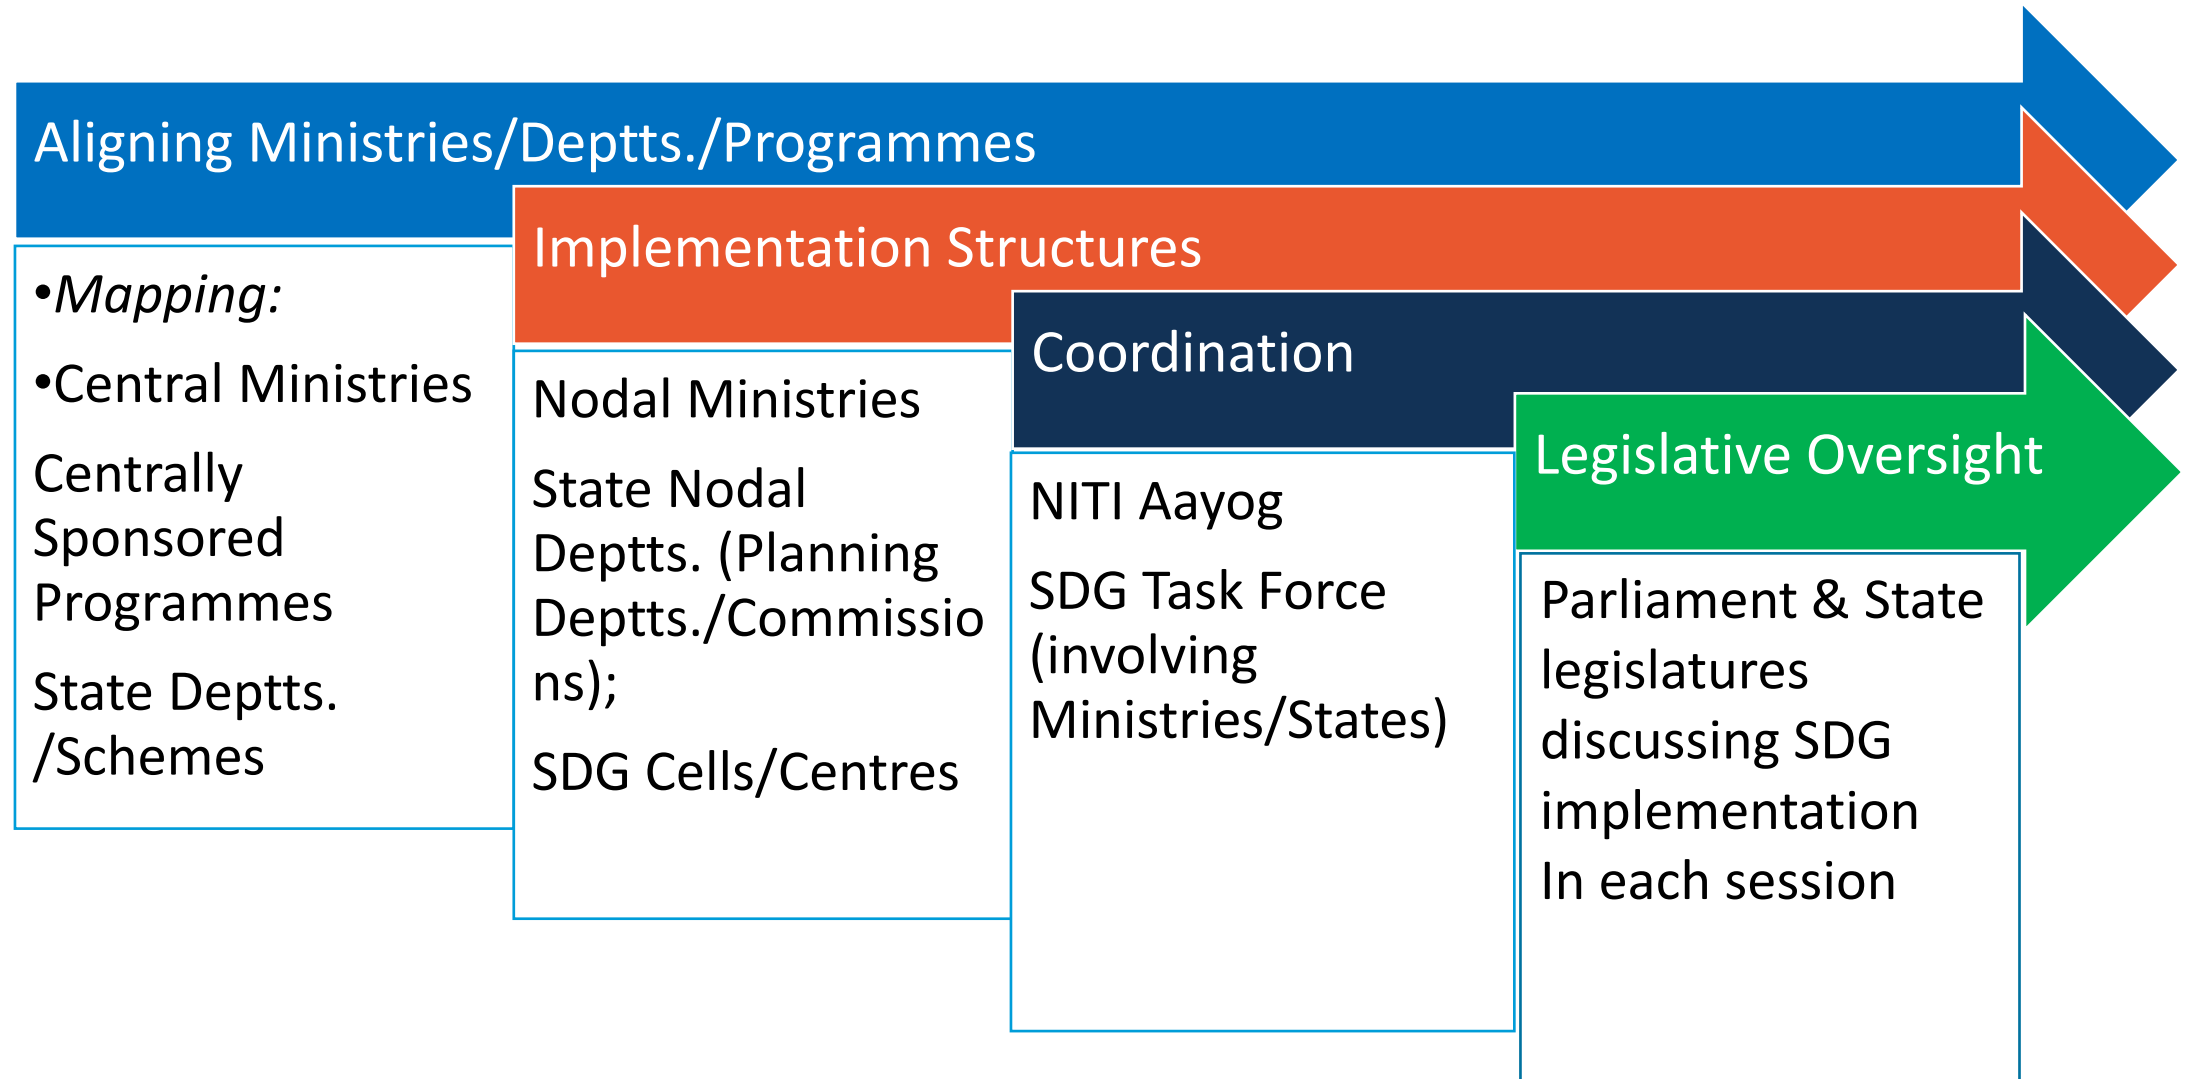 Aligning Ministries/Deptts./Programmes
•Mapping:
•Central Ministries
Centrally
Sponsored
Programmes
State Deptts.
/Schemes
Implementation Structures
Nodal Ministries
State Nodal
Deptts. (Planning
Deptts./Commissio
ns);
SDG Cells/Centres
Coordination
NITI Aayog
SDG Task Force
(involving
Ministries/States)
Legislative Oversight
Parliament & State
legislatures
discussing SDG
implementation
In each session